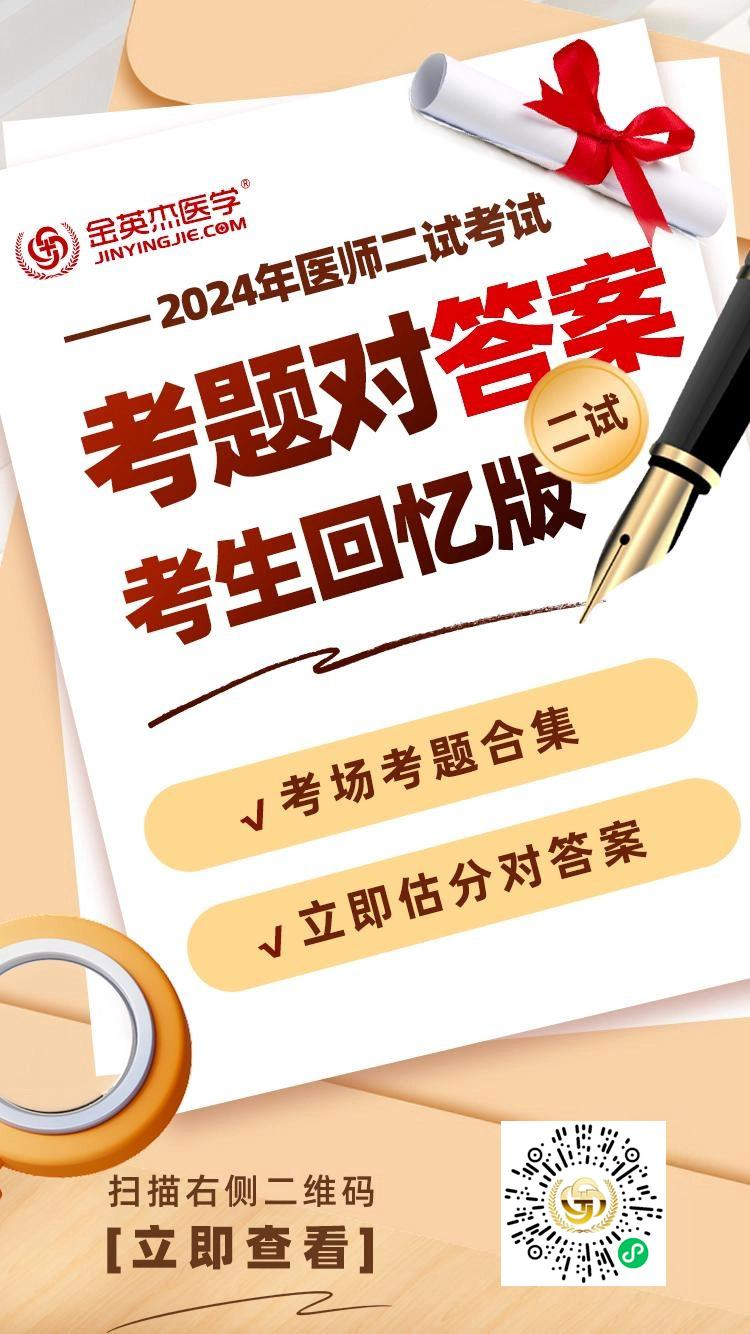 金英杰医学®
JINYINGJIE.COM
2024年医师二试考试
考题对答案
二试
考生回忆版
√考场考题合集
√立即估分对答案
扫描右侧二维码
[立即查看]